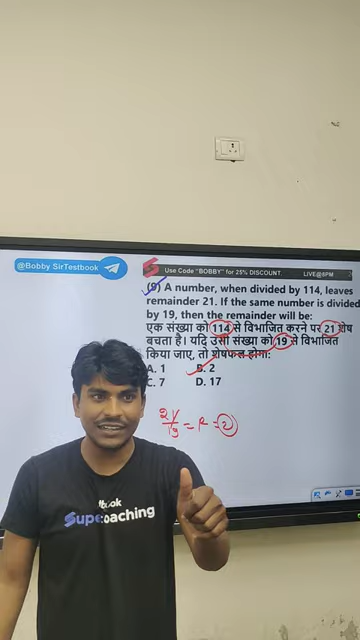 @Bobby SirTestbook
Use Code "BOBBY" for 25% DISCOUNT
LIVE@8PM
(9) A number, when divided by 114, leaves
remainder 21. If the same number is divided
by 19, then the remainder will be:
एक संख्या को 114 से विभाजित करने पर 21 शेष
बचता है। यदि उसी संख्या को 19 से विभाजित
किया जाए, तो शेषफल होगा:
A. 1 B. 2
C. 7 D. 17
21/19 = R = 2
book
Supercoaching